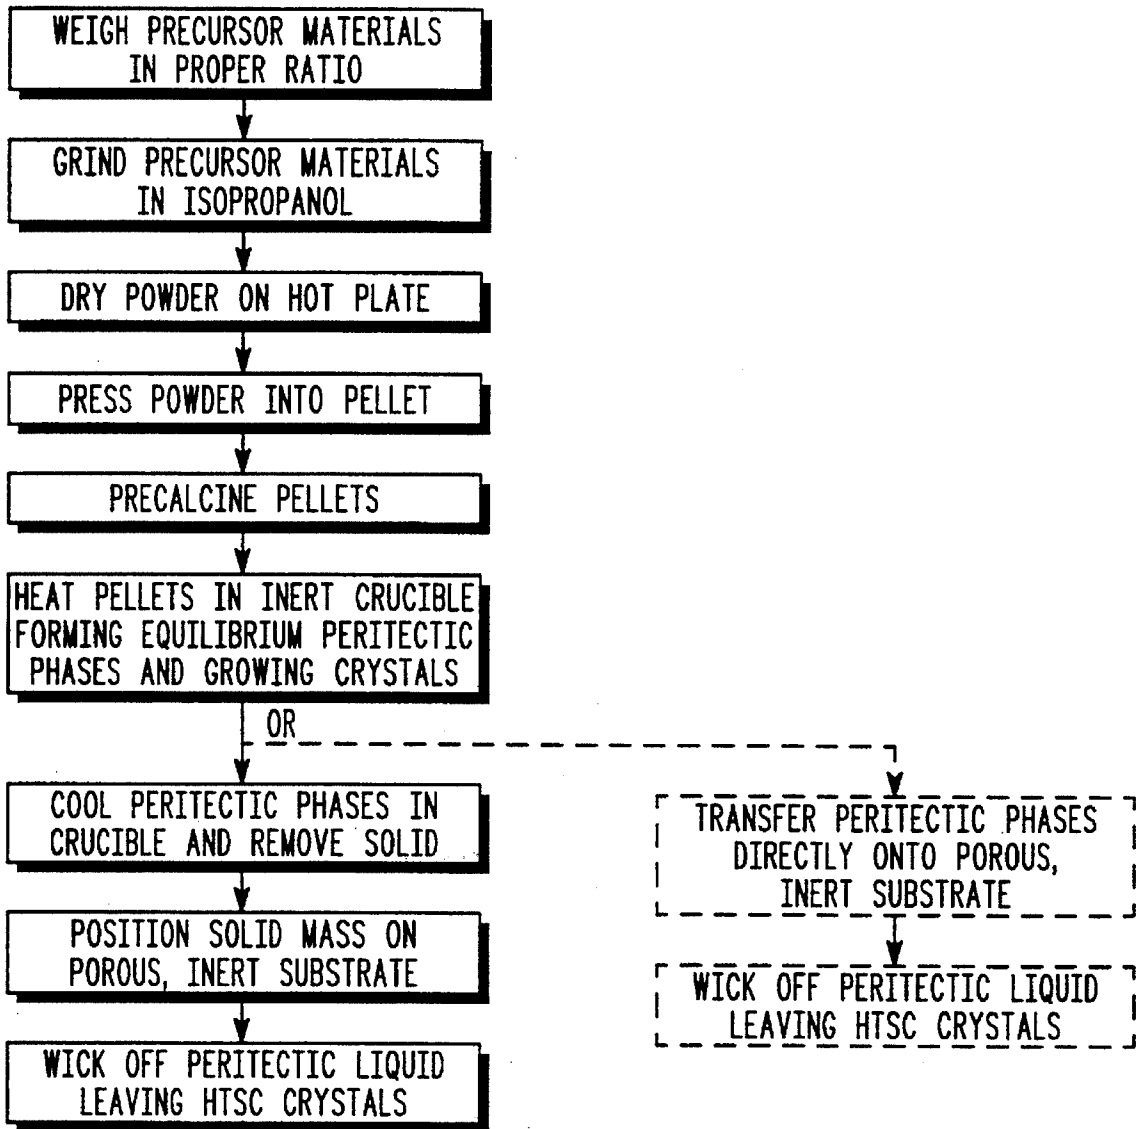 WEIGH PRECURSOR MATERIALS
IN PROPER RATIO
GRIND PRECURSOR MATERIALS
IN ISOPROPANOL
DRY POWDER ON HOT PLATE
PRESS POWDER INTO PELLET
PRECALCINE PELLETS
HEAT PELLETS IN INERT CRUCIBLE
FORMING EQUILIBRIUM PERITECTIC
PHASES AND GROWING CRYSTALS
OR
COOL PERITECTIC PHASES IN
CRUCIBLE AND REMOVE SOLID
POSITION SOLID MASS ON
POROUS, INERT SUBSTRATE
WICK OFF PERITECTIC LIQUID
LEAVING HTSC CRYSTALS
TRANSFER PERITECTIC PHASES
DIRECTLY ONTO POROUS,
INERT SUBSTRATE
WICK OFF PERITECTIC LIQUID
LEAVING HTSC CRYSTALS